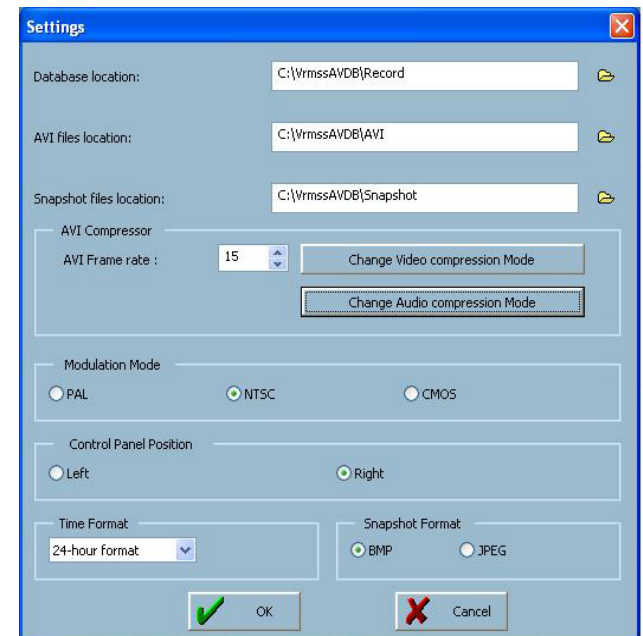 Settings
Database location: C:\VrmssAVDB\Record
AVI files location: C:\VrmssAVDB\AVI
Snapshot files location: C:\VrmssAVDB\Snapshot
AVI Compressor
AVI Frame rate : 15 Change Video compression Mode
Change Audio compression Mode
Modulation Mode
PAL NTSC CMOS
Control Panel Position
Left Right
Time Format Snapshot Format
24-hour format BMP JPEG
OK Cancel